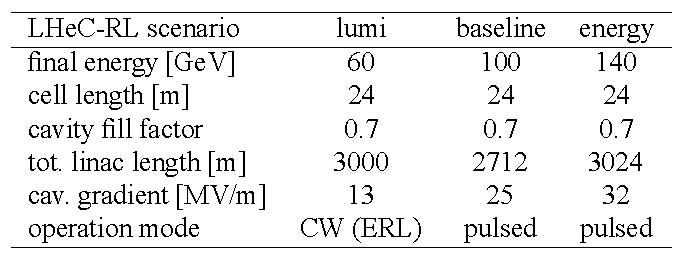 LHeC-RL scenario lumi baseline energy
final energy [GeV] 60 100 140
cell length [m] 24 24 24
cavity fill factor 0.7 0.7 0.7
tot. linac length [m] 3000 2712 3024
cav. gradient [MV/m] 13 25 32
operation mode CW (ERL) pulsed pulsed